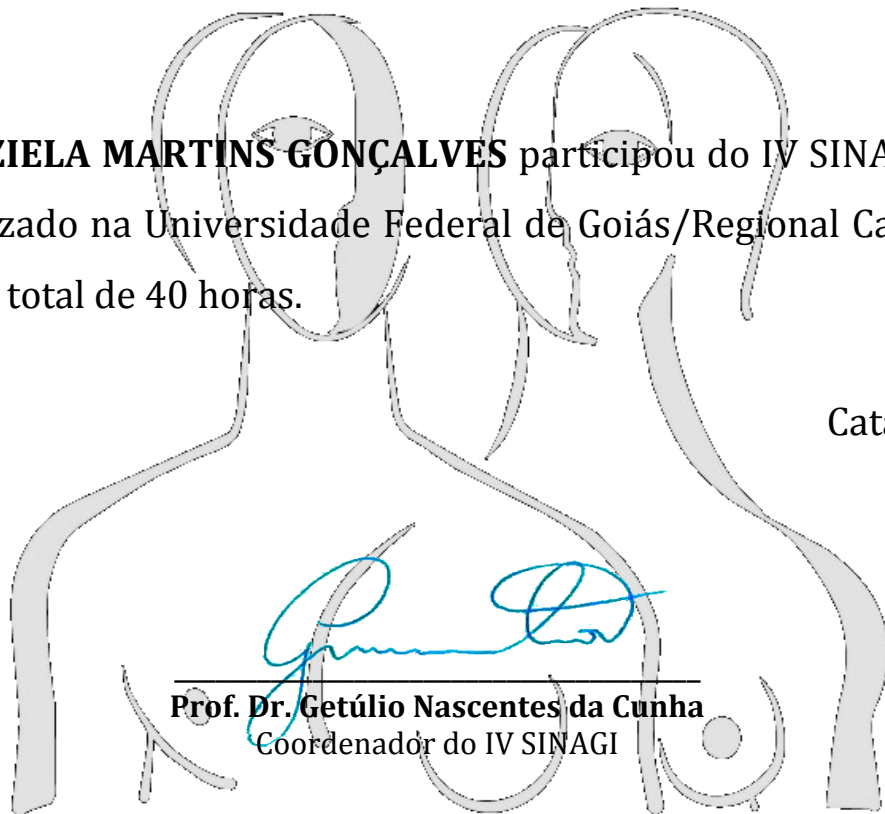 ZIELA MARTINS GONÇALVES participou do IV SINA
zado na Universidade Federal de Goiás/Regional Ca
total de 40 horas.
Cata
Prof. Dr. Getúlio Nascentes da Cunha
Coordenador do IV SINAGI